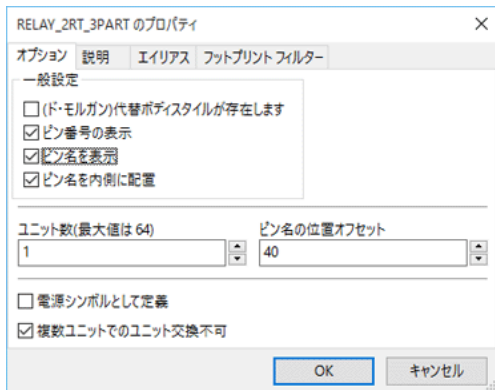 RELAY_2RT_3PART のプロパティ
オプション 説明 エイリアス フットプリント フィルター
一般設定
(ド・モルガン)代替ボディスタイルが存在します
ピン番号の表示
ピン名を表示
ピン名を内側に配置
ユニット数(最大値は 64) ピン名の位置オフセット
1 40
電源シンボルとして定義
複数ユニットでのユニット交換不可
OK キャンセル